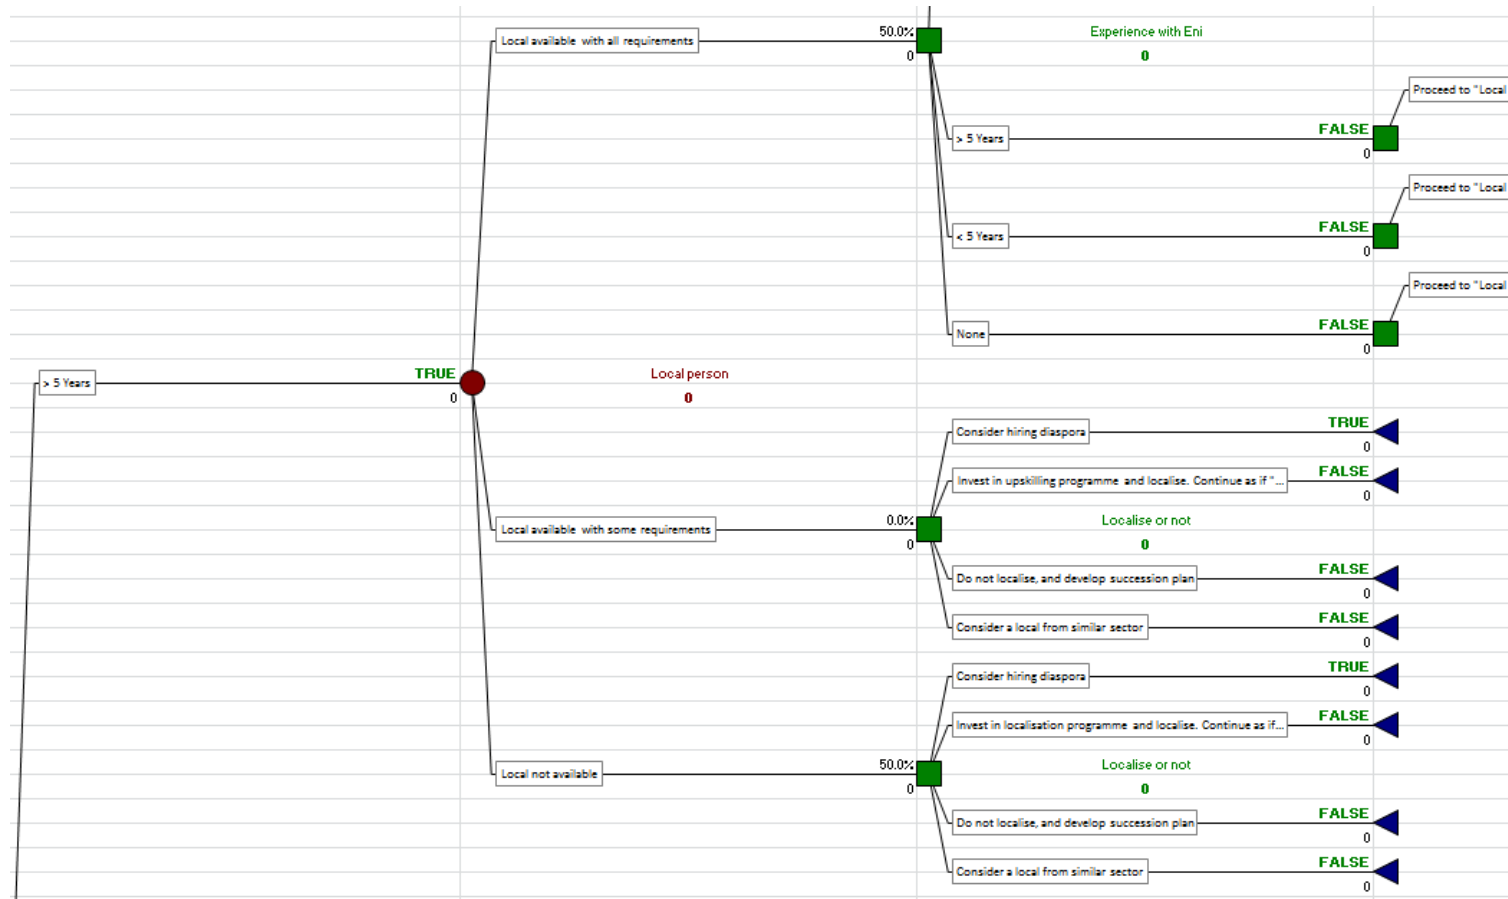 50.0%
Experience with Eni
Local available with all requirements
0
0
Proceed to "Local
FALSE
> 5 Years
0
Proceed to "Local
FALSE
< 5 Years
0
Proceed to "Local
FALSE
None
0
TRUE
Local person
> 5 Years
0
0
TRUE
Consider hiring diaspora
0
FALSE
Invest in upskilling programme and localise. Continue as if "...
0
0.0%
Localise or not
Local available with some requirements
0
0
FALSE
Do not localise, and develop succession plan
0
FALSE
Consider a local from similar sector
0
TRUE
Consider hiring diaspora
0
FALSE
Invest in localisation programme and localise. Continue as if...
0
50.0%
Localise or not
Local not available
0
0
FALSE
Do not localise, and develop succession plan
0
FALSE
Consider a local from similar sector
0